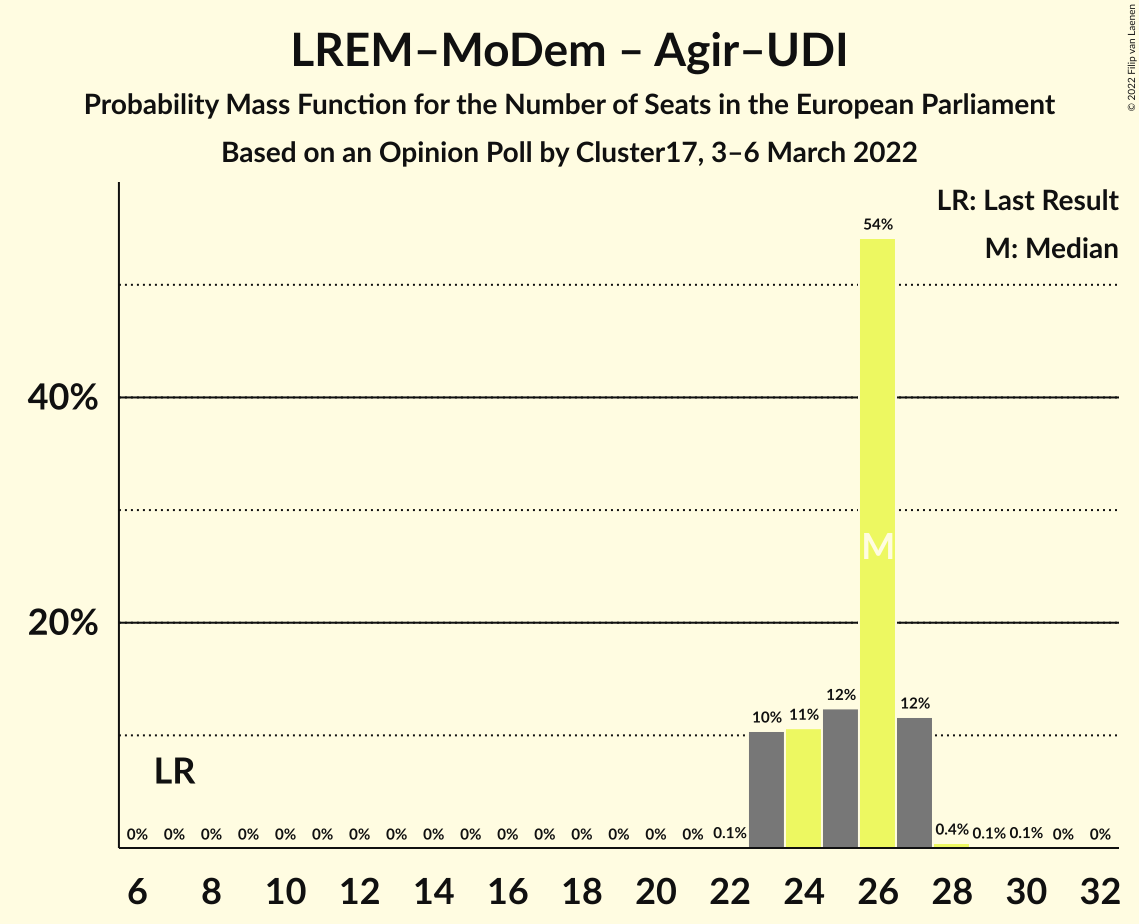 LREM–MoDem – Agir–UDI
Probability Mass Function for the Number of Seats in the European Parliament
Based on an Opinion Poll by Cluster17, 3–6 March 2022
© 2022 Filip van Laenen
LR: Last Result
M: Median
54%
40%
M
20%
12%
12%
10%
11%
LR
0% 0% 0% 0% 0% 0% 0% 0% 0% 0% 0% 0% 0% 0% 0% 0% 0.1% 0.4% 0.1% 0.1% 0% 0%
6 8 10 12 14 16 18 20 22 24 26 28 30 32